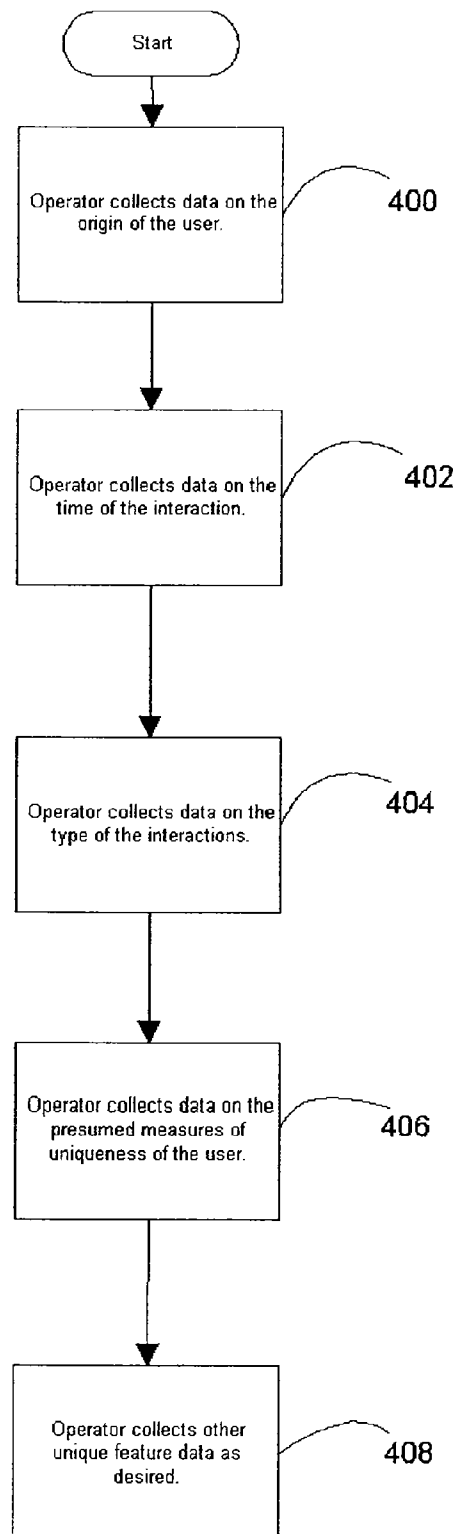 Start
Operator collects data on the
origin of the user.
400
Operator collects data on the
time of the interaction.
402
Operator collects data on the
type of the interactions.
404
Operator collects data on the
presumed measures of
uniqueness of the user.
406
Operator collects other
unique feature data as
desired.
408